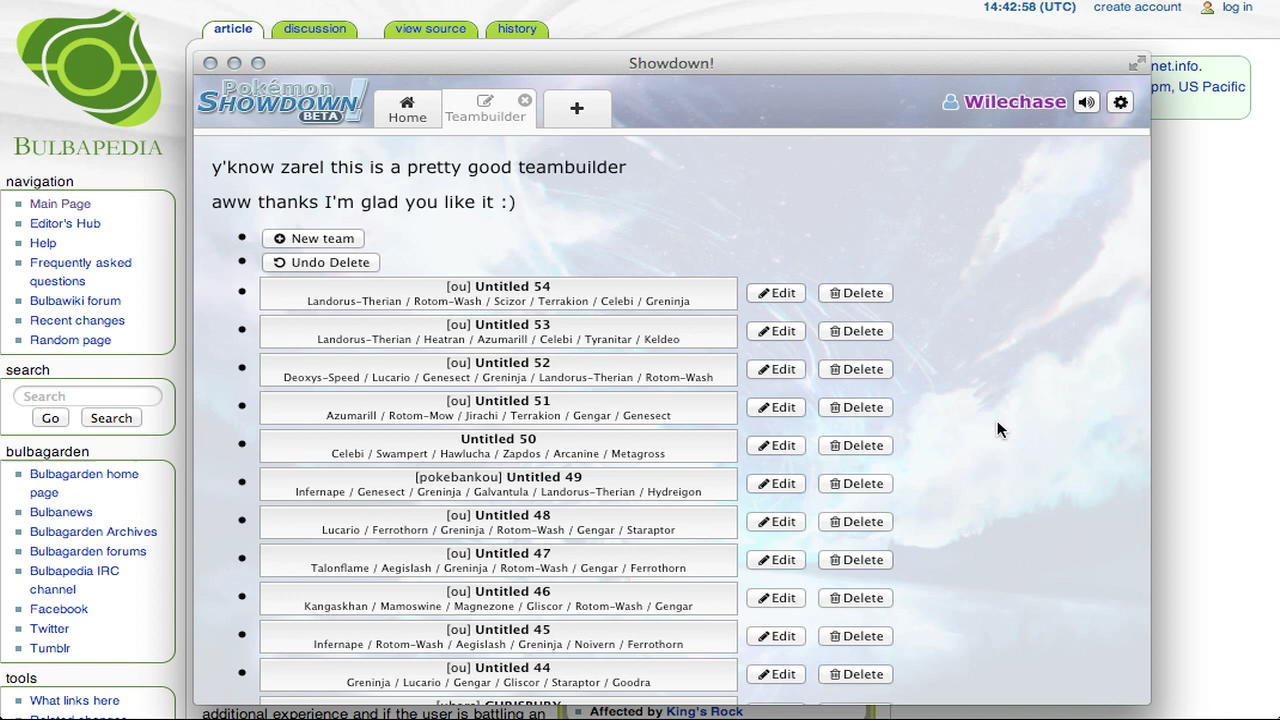 14:42:58 (UTC) create account log in
article discussion view source history
BULBAPEDIA
navigation
Main Page
Editor's Hub
Help
Frequently asked
questions
Bulbawiki forum
Recent changes
Random page
search
Search
Go Search
bulbagarden
Bulbagarden home
page
Bulbanews
Bulbagarden Archives
Bulbagarden forums
Bulbapedia IRC
channel
Facebook
Twitter
Tumblr
tools
What links here
net.info.
pm, US Pacific
Showdown!
Pokémon
SHOWDOWN!
BETA
Home
Teambuilder
Wilechase
y'know zarel this is a pretty good teambuilder
aww thanks I'm glad you like it :)
New team
Undo Delete
[ou] Untitled 54
Landorus-Therian / Rotom-Wash / Scizor / Terrakion / Celebi / Greninja
Edit Delete
[ou] Untitled 53
Landorus-Therian / Heatran / Azumarill / Celebi / Tyranitar / Keldeo
Edit Delete
[ou] Untitled 52
Deoxys-Speed / Lucario / Genesect / Greninja / Landorus-Therian / Rotom-Wash
Edit Delete
[ou] Untitled 51
Azumarill / Rotom-Mow / Jirachi / Terrakion / Gengar / Genesect
Edit Delete
Untitled 50
Celebi / Swampert / Hawlucha / Zapdos / Arcanine / Metagross
Edit Delete
[pokebankou] Untitled 49
Infernape / Genesect / Greninja / Galvantula / Landorus-Therian / Hydreigon
Edit Delete
[ou] Untitled 48
Lucario / Ferrothorn / Greninja / Rotom-Wash / Gengar / Staraptor
Edit Delete
[ou] Untitled 47
Talonflame / Aegislash / Greninja / Rotom-Wash / Gengar / Ferrothorn
Edit Delete
[ou] Untitled 46
Kangaskhan / Mamoswine / Magnezone / Gliscor / Rotom-Wash / Gengar
Edit Delete
[ou] Untitled 45
Infernape / Rotom-Wash / Aegislash / Greninja / Noivern / Ferrothorn
Edit Delete
[ou] Untitled 44
Greninja / Lucario / Gengar / Gliscor / Staraptor / Goodra
Edit Delete
additional experience and if the user is battling an
Affected by King's Rock